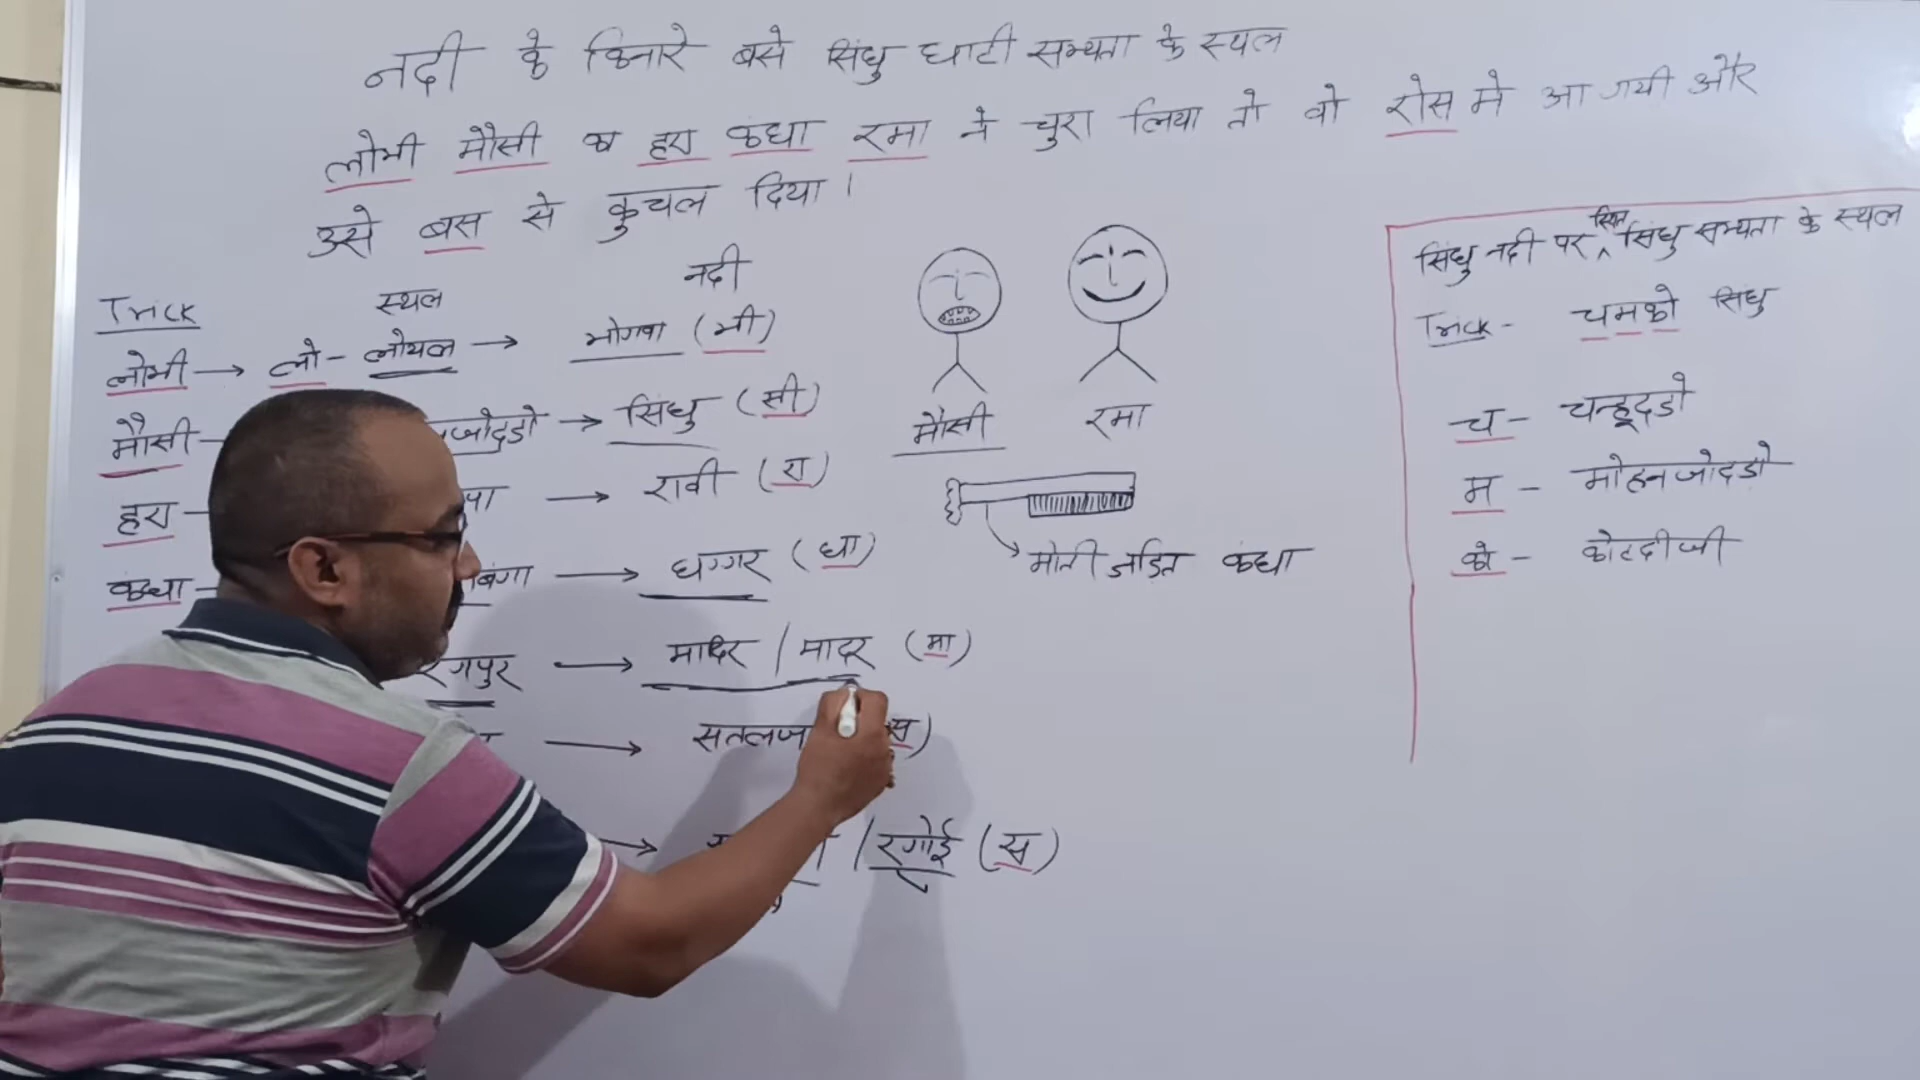 नदी के किनारे बसे सिंधु घाटी सभ्यता के स्थल
लोभी मौसी का हरा कंघा रमा ने चुरा लिया तो वो रोस मे आ गयी और
उसे बस से कुचल दिया।
Trick स्थल नदी
लोभी → लो - लोथल → भोगवा (भी)
मौसी - जोदडो → सिंधु (सी)
हरा - पा → रावी (रा)
कंघा - बंगा → घग्गर (घा)
रंगपुर → मादिर / मादर (मा)
→ सतलज स)
→ / रंगोई (स)
मौसी रमा
मोती जडित कंघा
सिंधु नदी पर स्थित सिंधु सभ्यता के स्थल
Trick - चमको सिंधु
च - चन्हूदडो
म - मोहनजोदडो
को - कोटदीजी